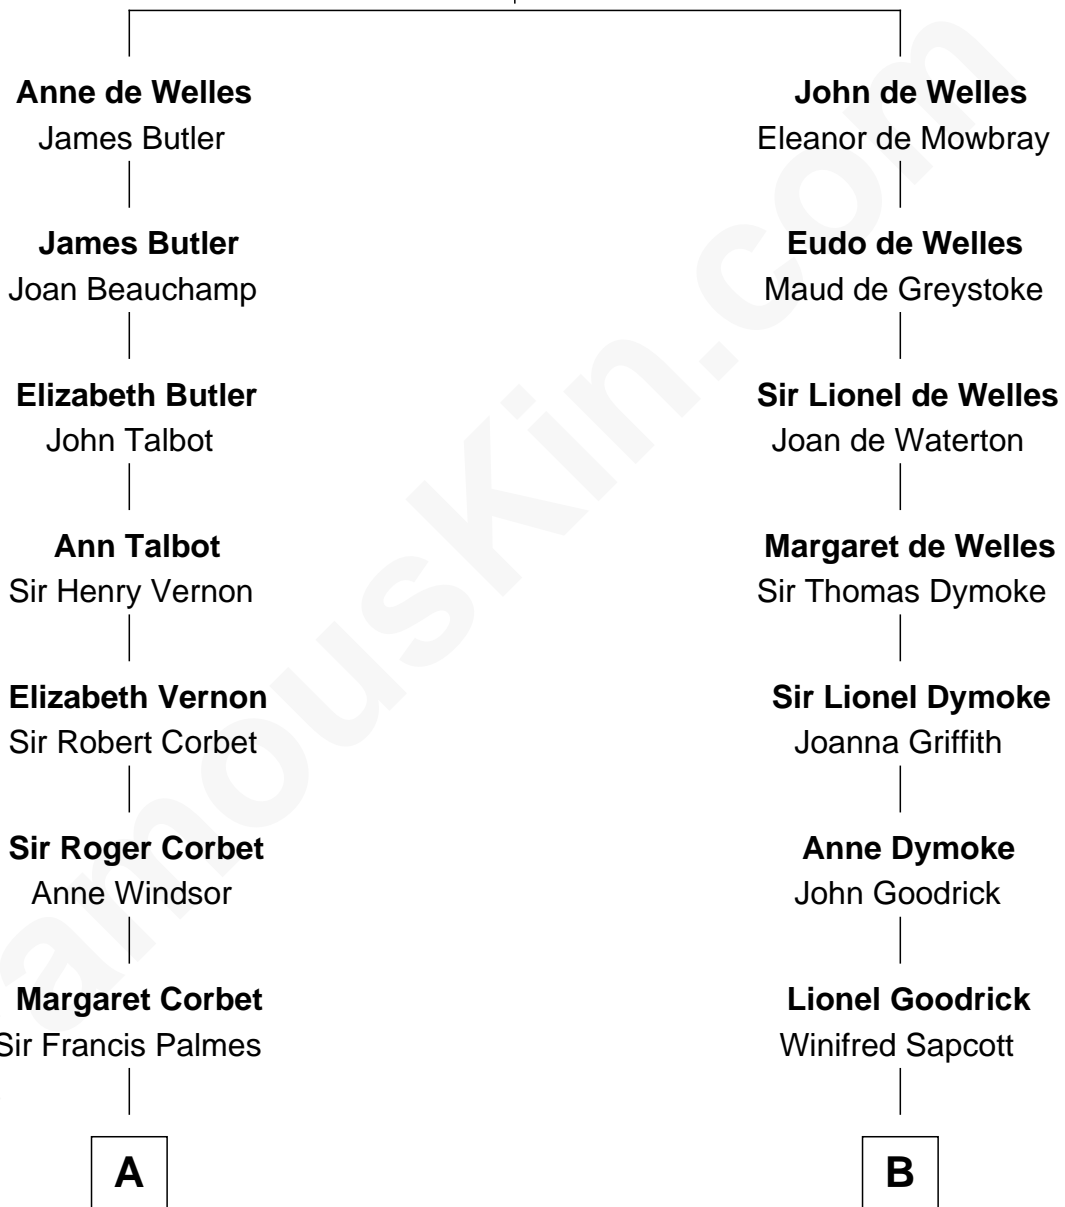 Anne de Welles
James Butler
James Butler
Joan Beauchamp
Elizabeth Butler
John Talbot
Ann Talbot
Sir Henry Vernon
Elizabeth Vernon
Sir Robert Corbet
Sir Roger Corbet
Anne Windsor
Margaret Corbet
Sir Francis Palmes
A
John de Welles
Eleanor de Mowbray
Eudo de Welles
Maud de Greystoke
Sir Lionel de Welles
Joan de Waterton
Margaret de Welles
Sir Thomas Dymoke
Sir Lionel Dymoke
Joanna Griffith
Anne Dymoke
John Goodrick
Lionel Goodrick
Winifred Sapcott
B
amouskin.com